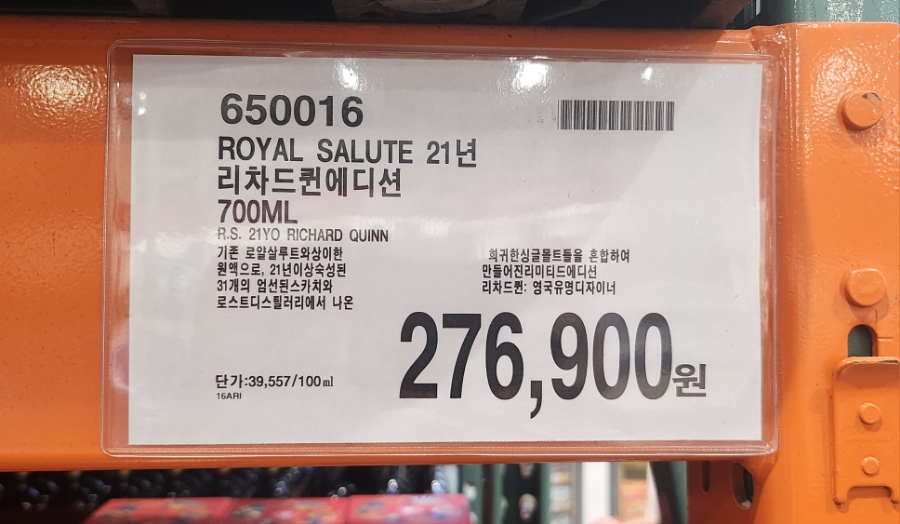 650016
ROYAL SALUTE 21년
리차드퀸에디션
700ML
R.S. 21YO RICHARD QUINN
기존 로얄살루트와상이한
원액으로, 21년이상숙성된
31개의 엄선된스카치와
로스트디스틸러리에서 나온
희귀한싱글몰트들을 혼합하여
만들어진리미티드에디션
리차드퀸: 영국유명디자이너
276,900원
단가:39,557/100㎖
16ARI